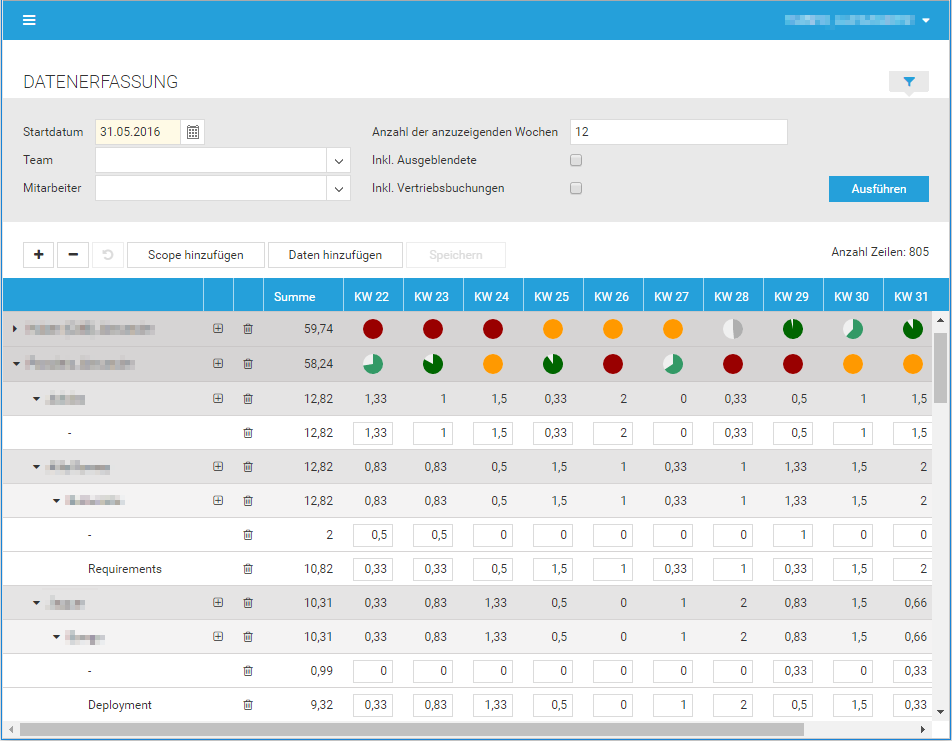 DATENERFASSUNG
Startdatum 31.05.2016 Anzahl der anzuzeigenden Wochen 12
Team Inkl. Ausgeblendete
Mitarbeiter Inkl. Vertriebsbuchungen Ausführen
+ − Scope hinzufügen Daten hinzufügen Speichern Anzahl Zeilen: 805
Summe KW 22 KW 23 KW 24 KW 25 KW 26 KW 27 KW 28 KW 29 KW 30 KW 31
59,74
58,24
12,82 1,33 1 1,5 0,33 2 0 0,33 0,5 1 1,5
- 12,82 1,33 1 1,5 0,33 2 0 0,33 0,5 1 1,5
12,82 0,83 0,83 0,5 1,5 1 0,33 1 1,33 1,5 2
12,82 0,83 0,83 0,5 1,5 1 0,33 1 1,33 1,5 2
- 2 0,5 0,5 0 0 0 0 0 1 0 0
Requirements 10,82 0,33 0,33 0,5 1,5 1 0,33 1 0,33 1,5 2
10,31 0,33 0,83 1,33 0,5 0 1 2 0,83 1,5 0,66
10,31 0,33 0,83 1,33 0,5 0 1 2 0,83 1,5 0,66
- 0,99 0 0 0 0 0 0 0 0,33 0 0,33
Deployment 9,32 0,33 0,83 1,33 0,5 0 1 2 0,5 1,5 0,33